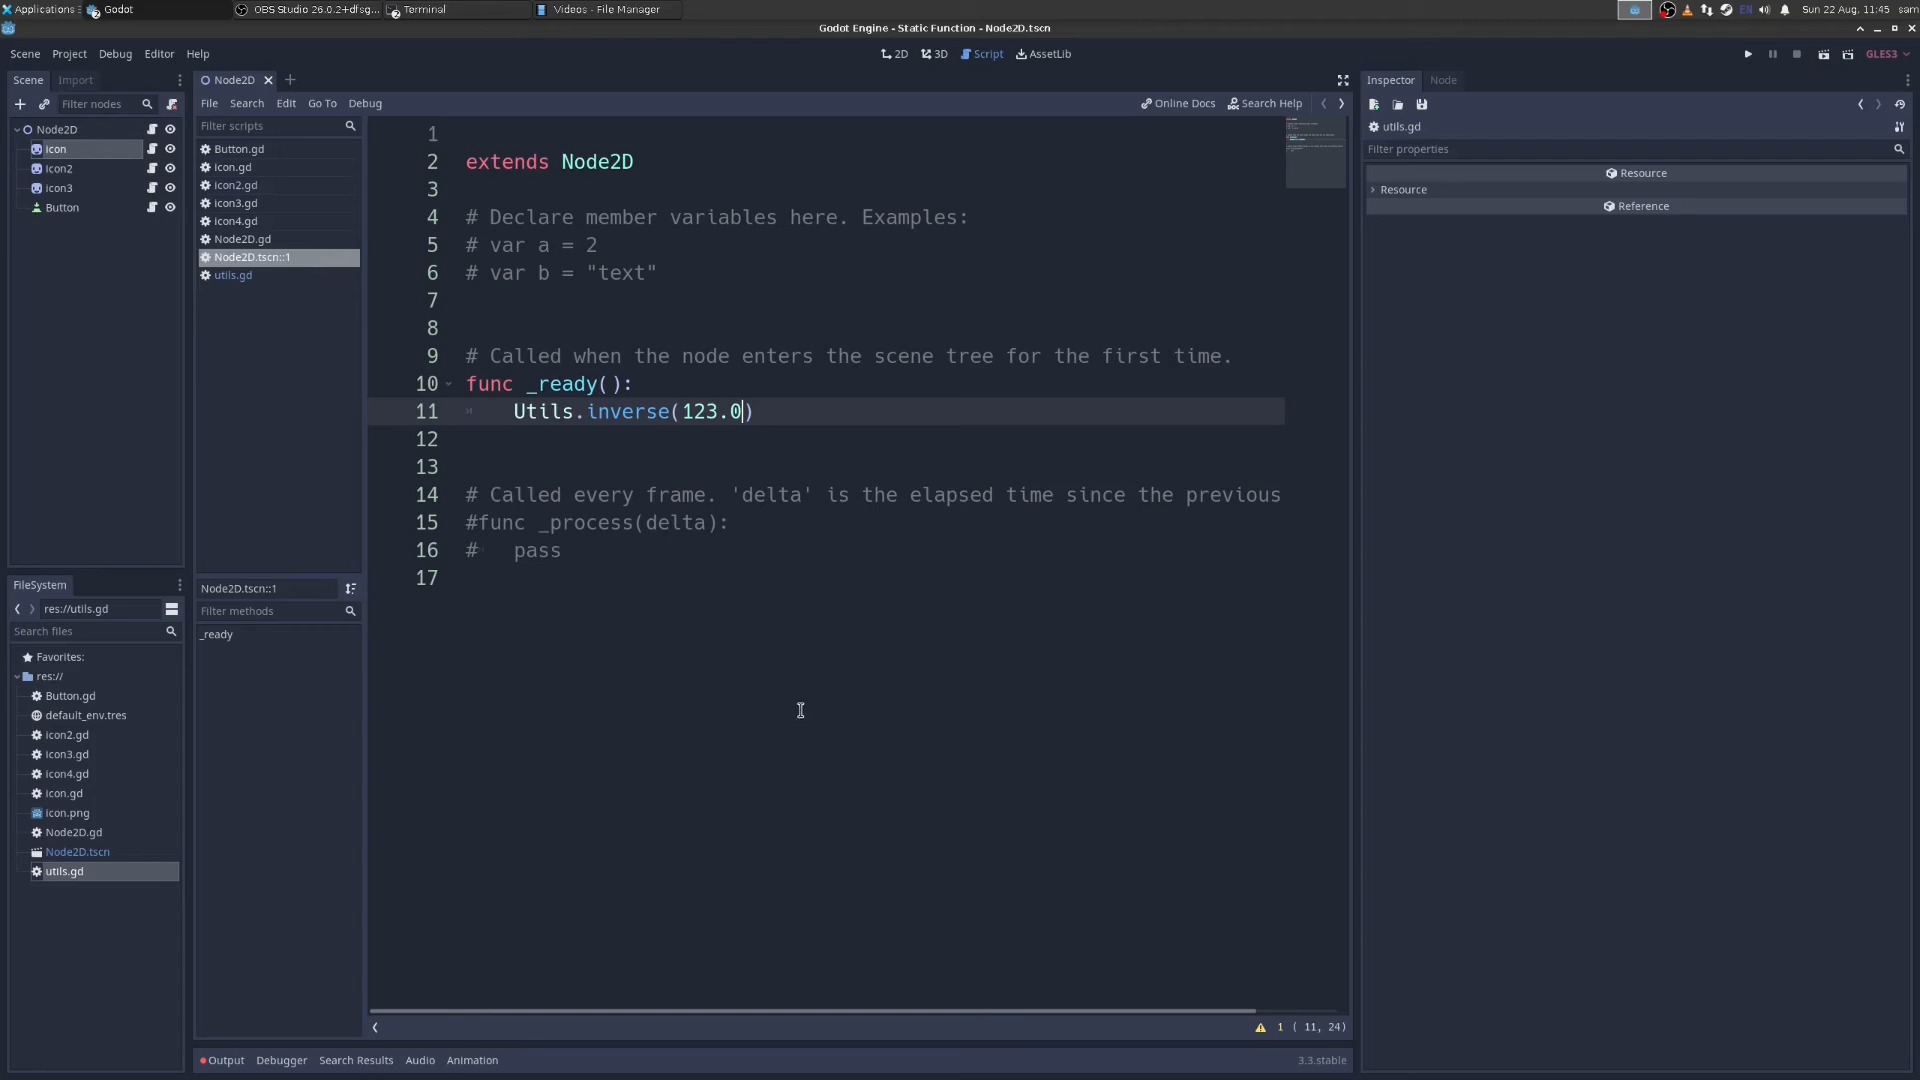 Applications
Godot
OBS Studio 26.0.2+dfsg...
Terminal
Videos - File Manager
EN
Sun 22 Aug, 11:45
sam
Godot Engine - Static Function - Node2D.tscn
Scene
Project
Debug
Editor
Help
2D
3D
Script
AssetLib
GLES3
Scene
Import
Filter nodes
Node2D
icon
icon2
icon3
Button
Node2D
File
Search
Edit
Go To
Debug
Online Docs
Search Help
Filter scripts
Button.gd
icon.gd
icon2.gd
icon3.gd
icon4.gd
Node2D.gd
Node2D.tscn::1
utils.gd
Node2D.tscn::1
Filter methods
_ready
1
2 extends Node2D
3
4 # Declare member variables here. Examples:
5 # var a = 2
6 # var b = "text"
7
8
9 # Called when the node enters the scene tree for the first time.
10 func _ready():
11 Utils.inverse(123.0)
12
13
14 # Called every frame. 'delta' is the elapsed time since the previous
15 #func _process(delta):
16 # pass
17
1 ( 11, 24)
Output
Debugger
Search Results
Audio
Animation
3.3.stable
FileSystem
res://utils.gd
Search files
Favorites:
res://
Button.gd
default_env.tres
icon2.gd
icon3.gd
icon4.gd
icon.gd
icon.png
Node2D.gd
Node2D.tscn
utils.gd
Inspector
Node
utils.gd
Filter properties
Resource
Resource
Reference